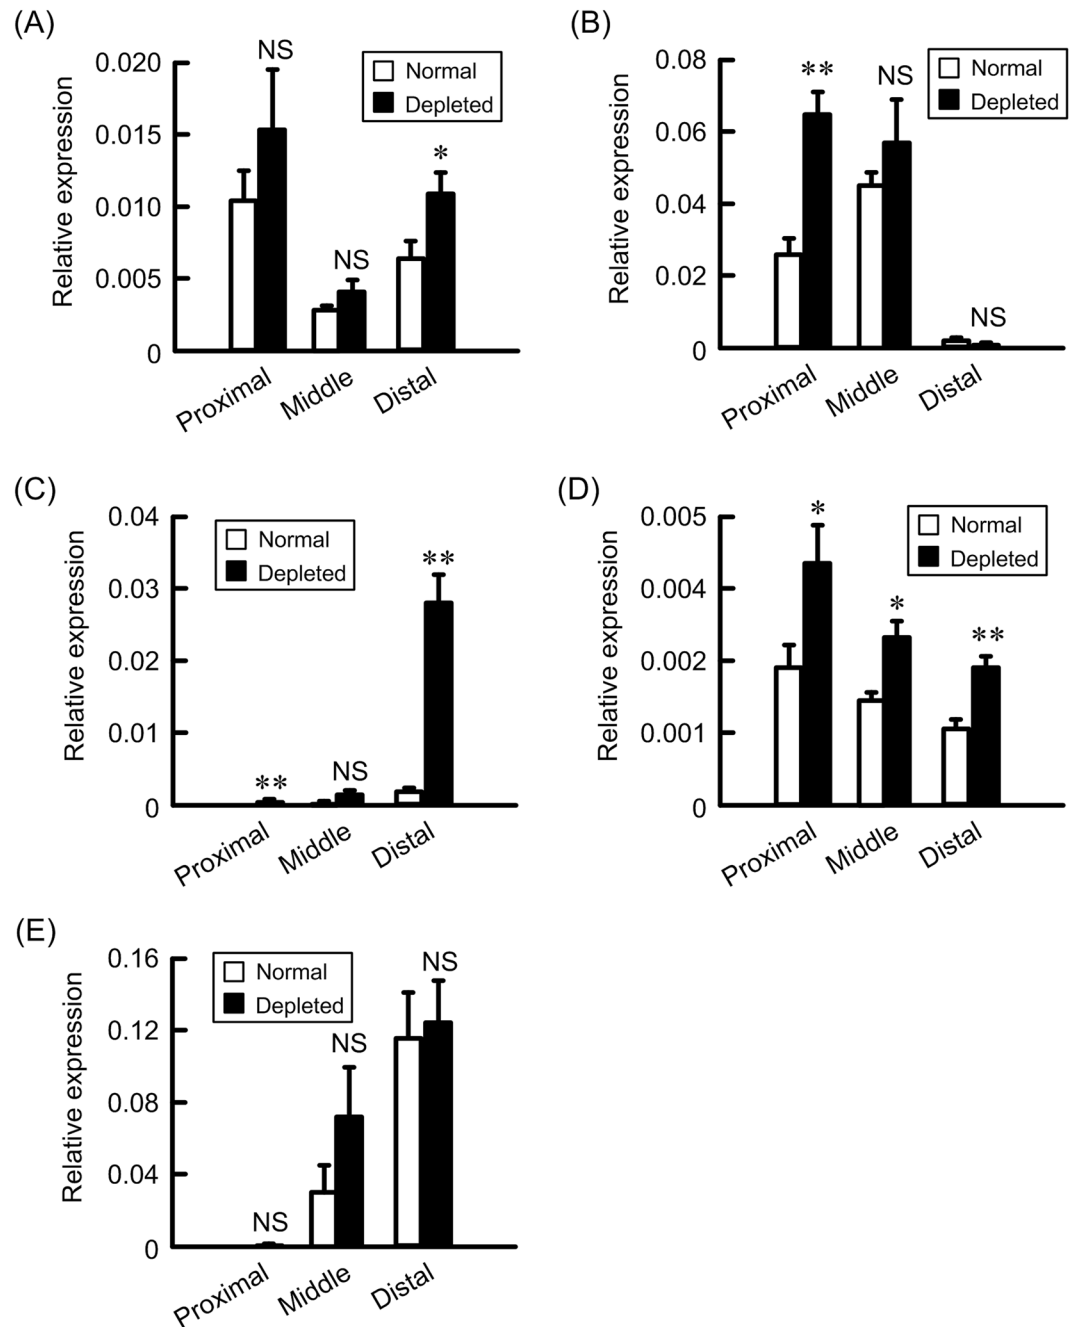 (A)
Relative expression
0.020
0.015
0.010
0.005
0
NS
NS
*
Normal
Depleted
Proximal
Middle
Distal
(B)
Relative expression
0.08
0.06
0.04
0.02
0
**
NS
NS
Normal
Depleted
Proximal
Middle
Distal
(C)
Relative expression
0.04
0.03
0.02
0.01
0
Normal
Depleted
**
NS
**
Proximal
Middle
Distal
(D)
Relative expression
0.005
0.004
0.002
0.001
0
*
*
**
Normal
Depleted
Proximal
Middle
Distal
(E)
Relative expression
0.16
0.12
0.08
0.04
0
Normal
Depleted
NS
NS
NS
Proximal
Middle
Distal